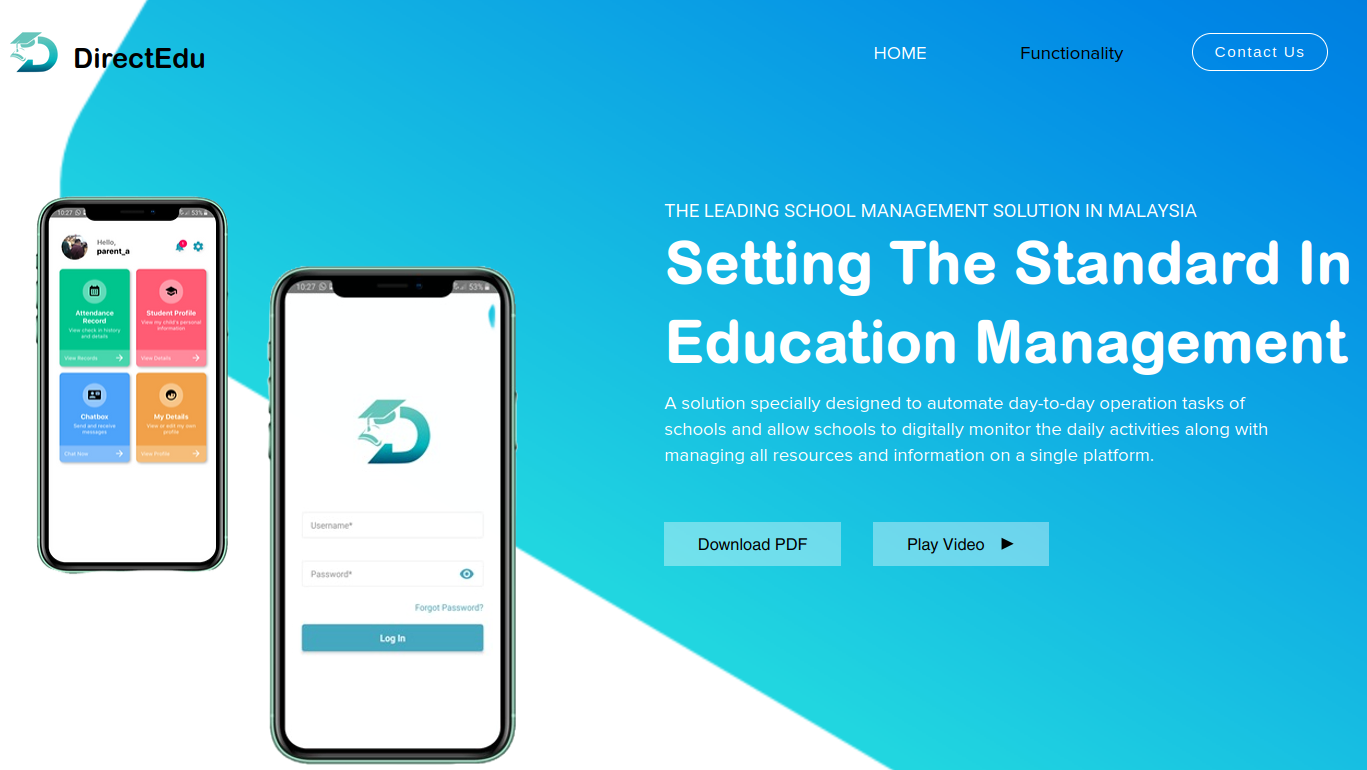 DirectEdu
HOME
Functionality
Contact Us
THE LEADING SCHOOL MANAGEMENT SOLUTION IN MALAYSIA
Setting The Standard In
Education Management
A solution specially designed to automate day-to-day operation tasks of
schools and allow schools to digitally monitor the daily activities along with
managing all resources and information on a single platform.
Download PDF
Play Video
10:27
53%
Hello,
parent_a
Attendance
Record
View check in history
and details
View Records
Student Profile
View my child's personal
information
View Details
Chatbox
Send and receive
messages
Chat Now
My Details
View or edit my own
profile
View Profile
10:27
53%
Username*
Password*
Forgot Password?
Log In